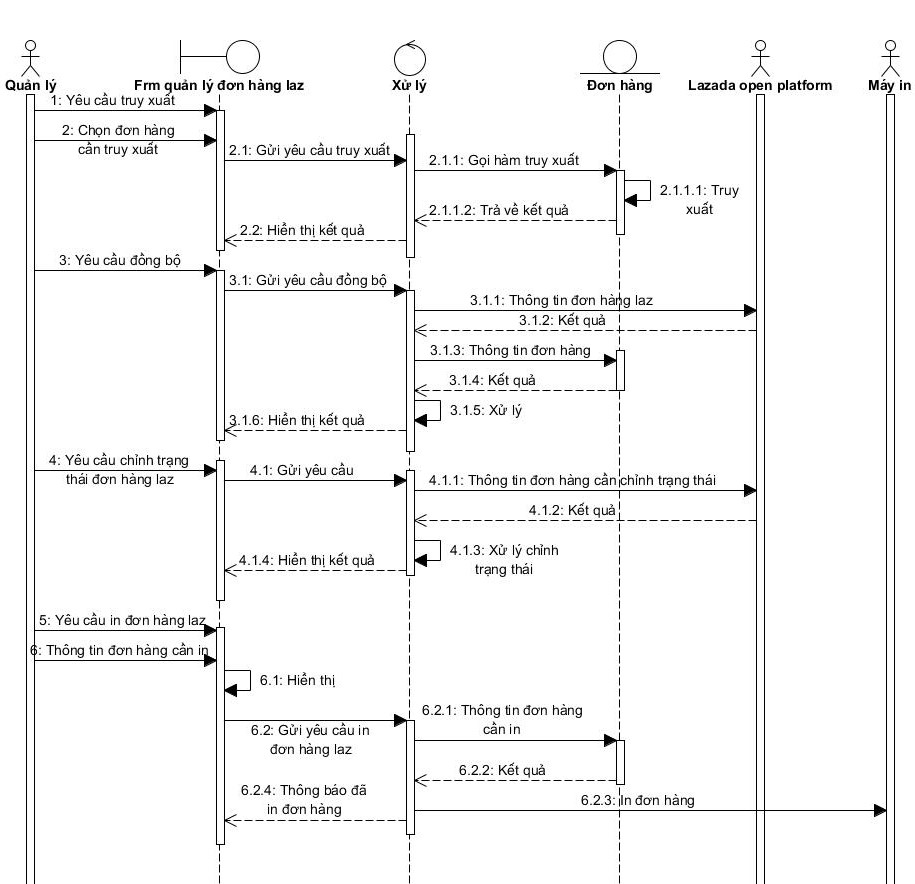 Quản lý
Frm quản lý đơn hàng laz
Xử lý
Đơn hàng
Lazada open platform
Máy in
1: Yêu cầu truy xuất
2: Chọn đơn hàng
cần truy xuất
2.1: Gửi yêu cầu truy xuất
2.1.1: Gọi hàm truy xuất
2.1.1.1: Truy
xuất
2.1.1.2: Trả về kết quả
2.2: Hiển thị kết quả
3: Yêu cầu đồng bộ
3.1: Gửi yêu cầu đồng bộ
3.1.1: Thông tin đơn hàng laz
3.1.2: Kết quả
3.1.3: Thông tin đơn hàng
3.1.4: Kết quả
3.1.5: Xử lý
3.1.6: Hiển thị kết quả
4: Yêu cầu chỉnh trạng
thái đơn hàng laz
4.1: Gửi yêu cầu
4.1.1: Thông tin đơn hàng cần chỉnh trạng thái
4.1.2: Kết quả
4.1.3: Xử lý chỉnh
trạng thái
4.1.4: Hiển thị kết quả
5: Yêu cầu in đơn hàng laz
6: Thông tin đơn hàng cần in
6.1: Hiển thị
6.2: Gửi yêu cầu in
đơn hàng laz
6.2.1: Thông tin đơn hàng
cần in
6.2.2: Kết quả
6.2.4: Thông báo đã
in đơn hàng
6.2.3: In đơn hàng